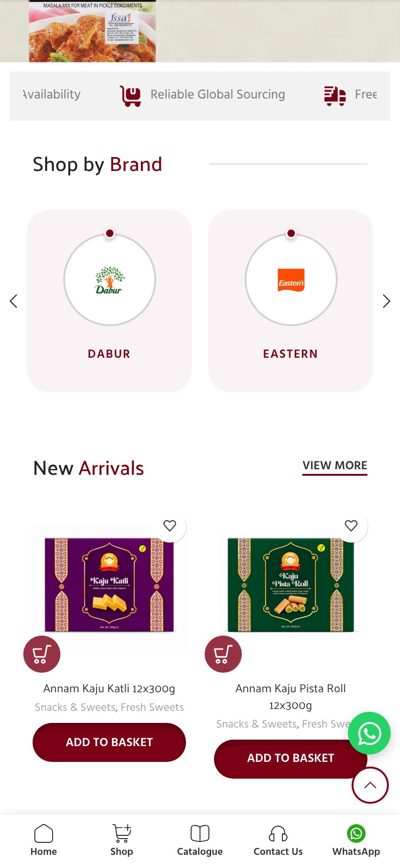 MASALA MIX FOR MEAT IN PICKLE CONDIMENTS
fssai
Availability
Reliable Global Sourcing
Free
Shop by Brand
Dabur
Eastern
DABUR
EASTERN
New Arrivals
VIEW MORE
Kaju Katli
Kaju
Pista Roll
Annam Kaju Katli 12x300g
Snacks & Sweets, Fresh Sweets
ADD TO BASKET
Annam Kaju Pista Roll
12x300g
Snacks & Sweets, Fresh Swe
ADD TO BASKET
Home
Shop
Catalogue
Contact Us
WhatsApp